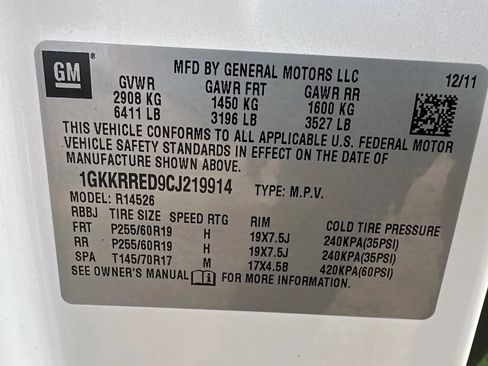 GM
MFD BY GENERAL MOTORS LLC 12/11
GVWR GAWR FRT GAWR RR
2908 KG 1450 KG 1600 KG
6411 LB 3196 LB 3527 LB
THIS VEHICLE CONFORMS TO ALL APPLICABLE U.S. FEDERAL MOTOR
VEHICLE SAFETY STANDARDS IN EFFECT ON THE DATE OF
MANUFACTURE SHOWN ABOVE.
1GKKRRED9CJ219914 TYPE: M.P.V.
MODEL: R14526
RBBJ TIRE SIZE SPEED RTG RIM COLD TIRE PRESSURE
FRT P255/60R19 H 19X7.5J 240KPA(35PSI)
RR P255/60R19 H 19X7.5J 240KPA(35PSI)
SPA T145/70R17 M 17X4.5B 420KPA(60PSI)
SEE OWNER'S MANUAL FOR MORE INFORMATION.